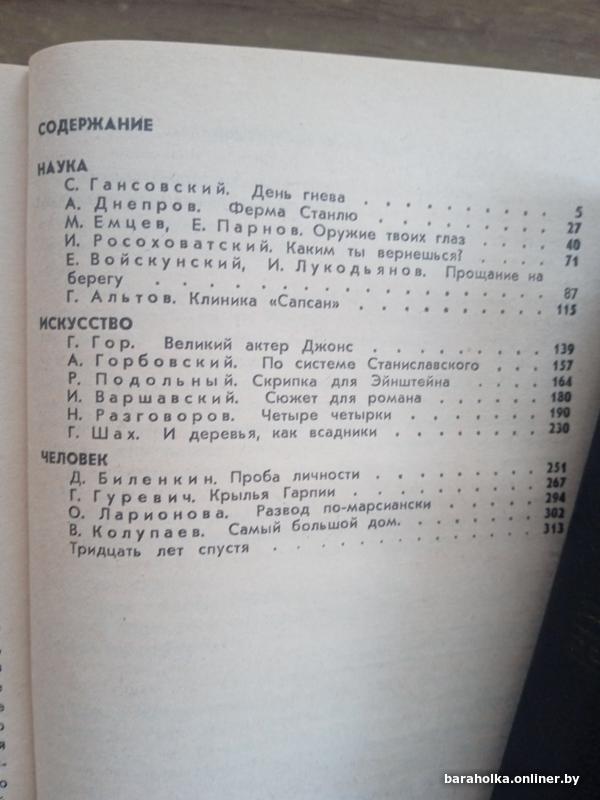 СОДЕРЖАНИЕ
НАУКА
С. Гансовский. День гнева . . . . . . . . . . 5
А. Днепров. Ферма Станлю . . . . . . . . . 27
М. Емцев, Е. Парнов. Оружие твоих глаз . . . . 40
И. Росоховатский. Каким ты вернешься? . . . . 71
Е. Войскунский, И. Лукодьянов. Прощание на
берегу . . . . . . . . . . . . . . . 87
Г. Альтов. Клиника «Сапсан» . . . . . . . . . 115
ИСКУССТВО
Г. Гор. Великий актер Джонс . . . . . . . . 139
А. Горбовский. По системе Станиславского . . . . 157
Р. Подольный. Скрипка для Эйнштейна . . . . 164
И. Варшавский. Сюжет для романа . . . . . . 180
Н. Разговоров. Четыре четырки . . . . . . . 190
Г. Шах. И деревья, как всадники . . . . . . . 230
ЧЕЛОВЕК
Д. Биленкин. Проба личности . . . . . . . . 251
Г. Гуревич. Крылья Гарпии . . . . . . . . . 267
О. Ларионова. Развод по-марсиански . . . . . 294
В. Колупаев. Самый большой дом. . . . . . . 302
Тридцать лет спустя . . . . . . . . . . . . 313
baraholka.onliner.by